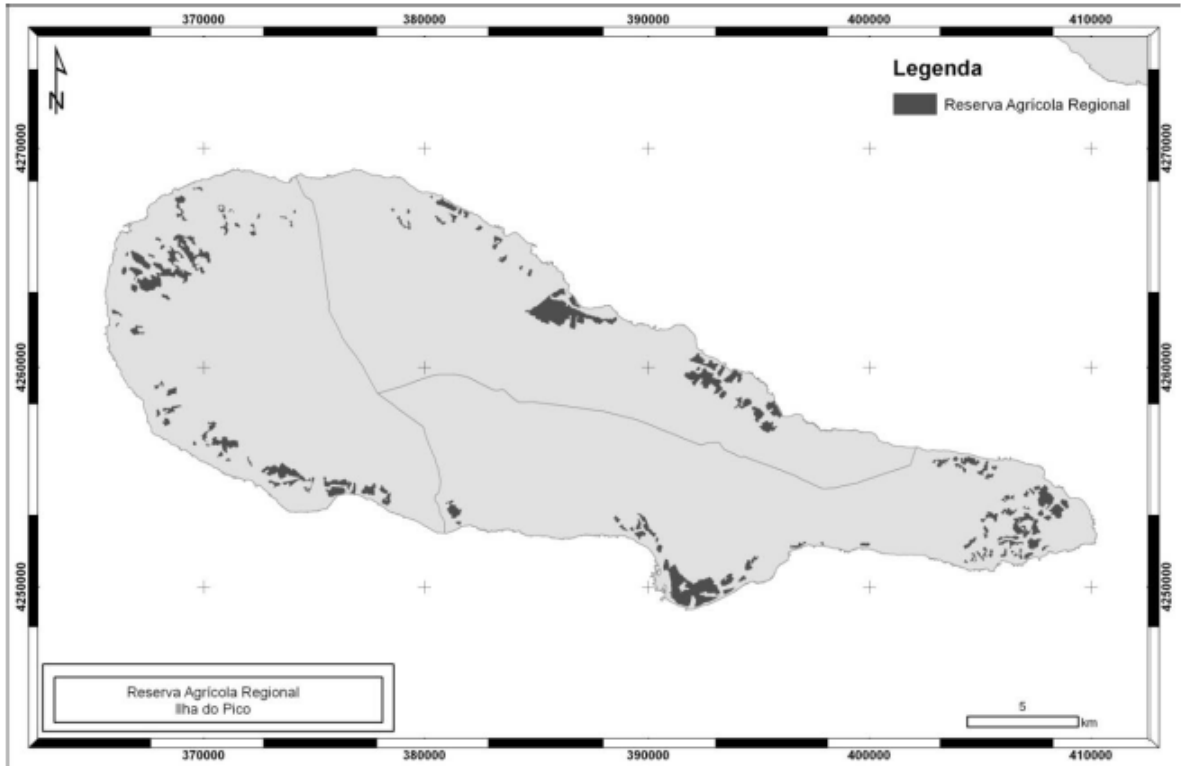 370000 380000 390000 400000 410000
N
Legenda
Reserva Agrícola Regional
4270000 4270000
4260000 4260000
4250000 4250000
Reserva Agrícola Regional
Ilha do Pico
5
km
370000 380000 390000 400000 410000